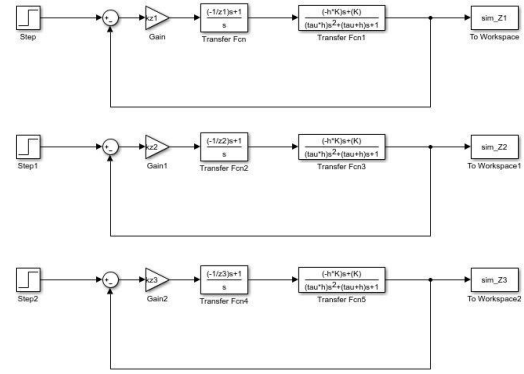 kz1
(-1/z1)s+1
s
(-h*K)s+(K)
(tau*h)s2+(tau+h)s+1
sim_Z1
Step
Gain
Transfer Fcn
Transfer Fcn1
To Workspace
kz2
(-1/z2)s+1
s
(-h*K)s+(K)
(tau*h)s2+(tau+h)s+1
sim_Z2
Step1
Gain1
Transfer Fcn2
Transfer Fcn3
To Workspace1
kz3
(-1/z3)s+1
s
(-h*K)s+(K)
(tau*h)s2+(tau+h)s+1
sim_Z3
Step2
Gain2
Transfer Fcn4
Transfer Fcn5
To Workspace2